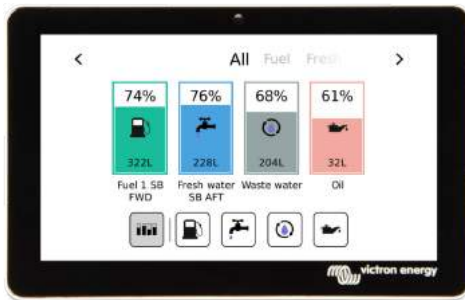 All Fuel Fresh
74% 76% 68% 61%
322L 228L 204L 32L
Fuel 1 SB Fresh water Waste water Oil
FWD SB AFT
victron energy